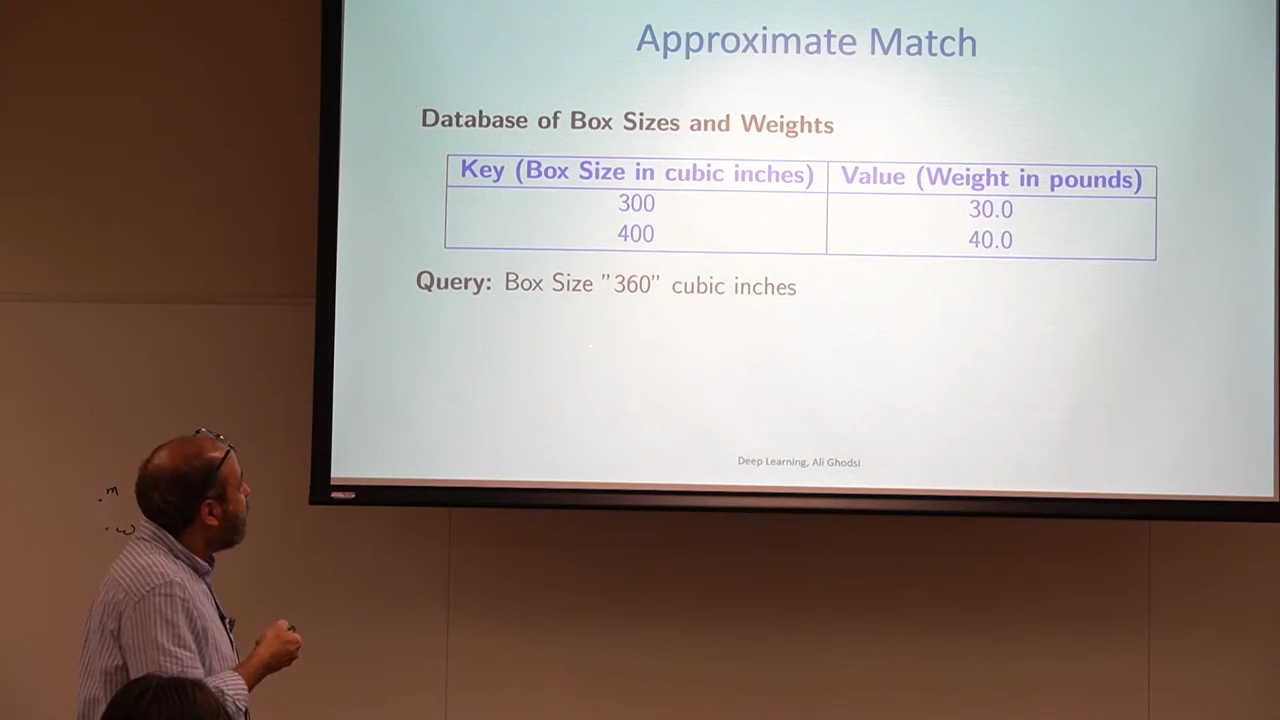 Approximate Match
Database of Box Sizes and Weights
Key (Box Size in cubic inches) Value (Weight in pounds)
300 30.0
400 40.0
Query: Box Size "360" cubic inches
Deep Learning, Ali Ghodsi